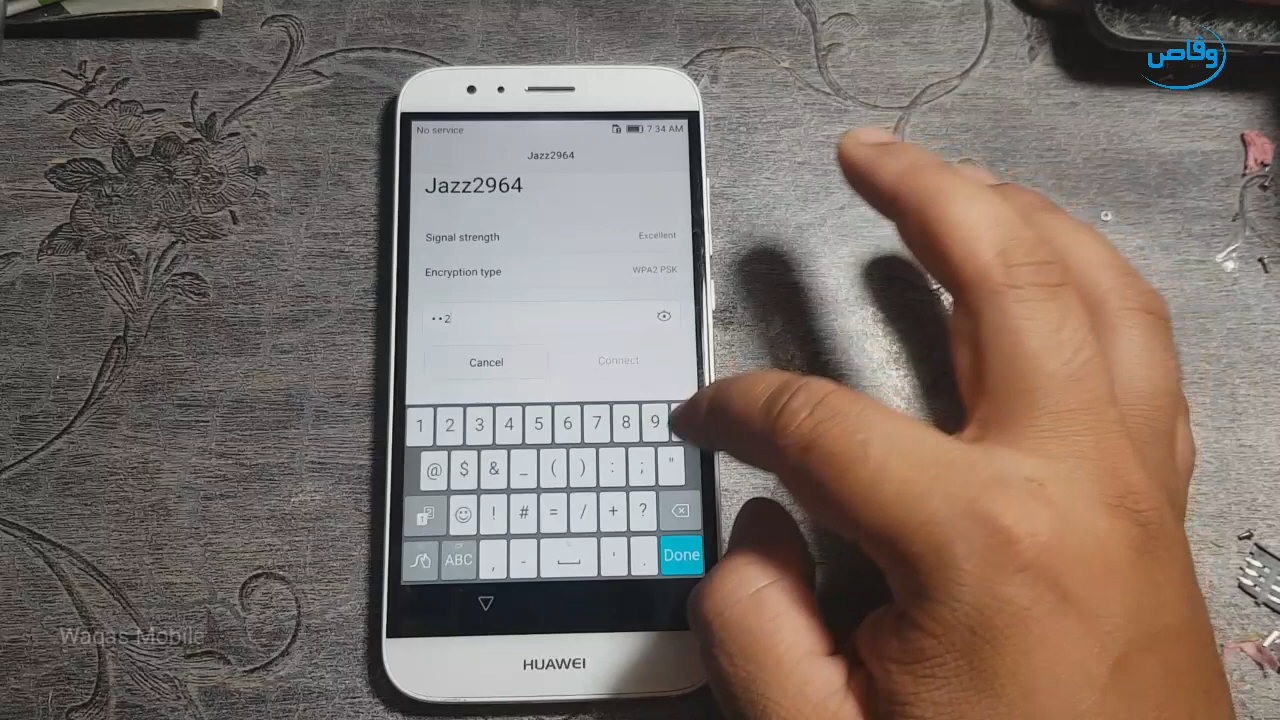 وقاص
No service 7:34 AM
Jazz2964
Jazz2964
Signal strength Excellent
Encryption type WPA2 PSK
••2
Cancel Connect
1 2 3 4 5 6 7 8 9
@ $ & _ ( ) : ; "
! # = / + ?
ABC , - ' . Done
Waqas Mobile
HUAWEI